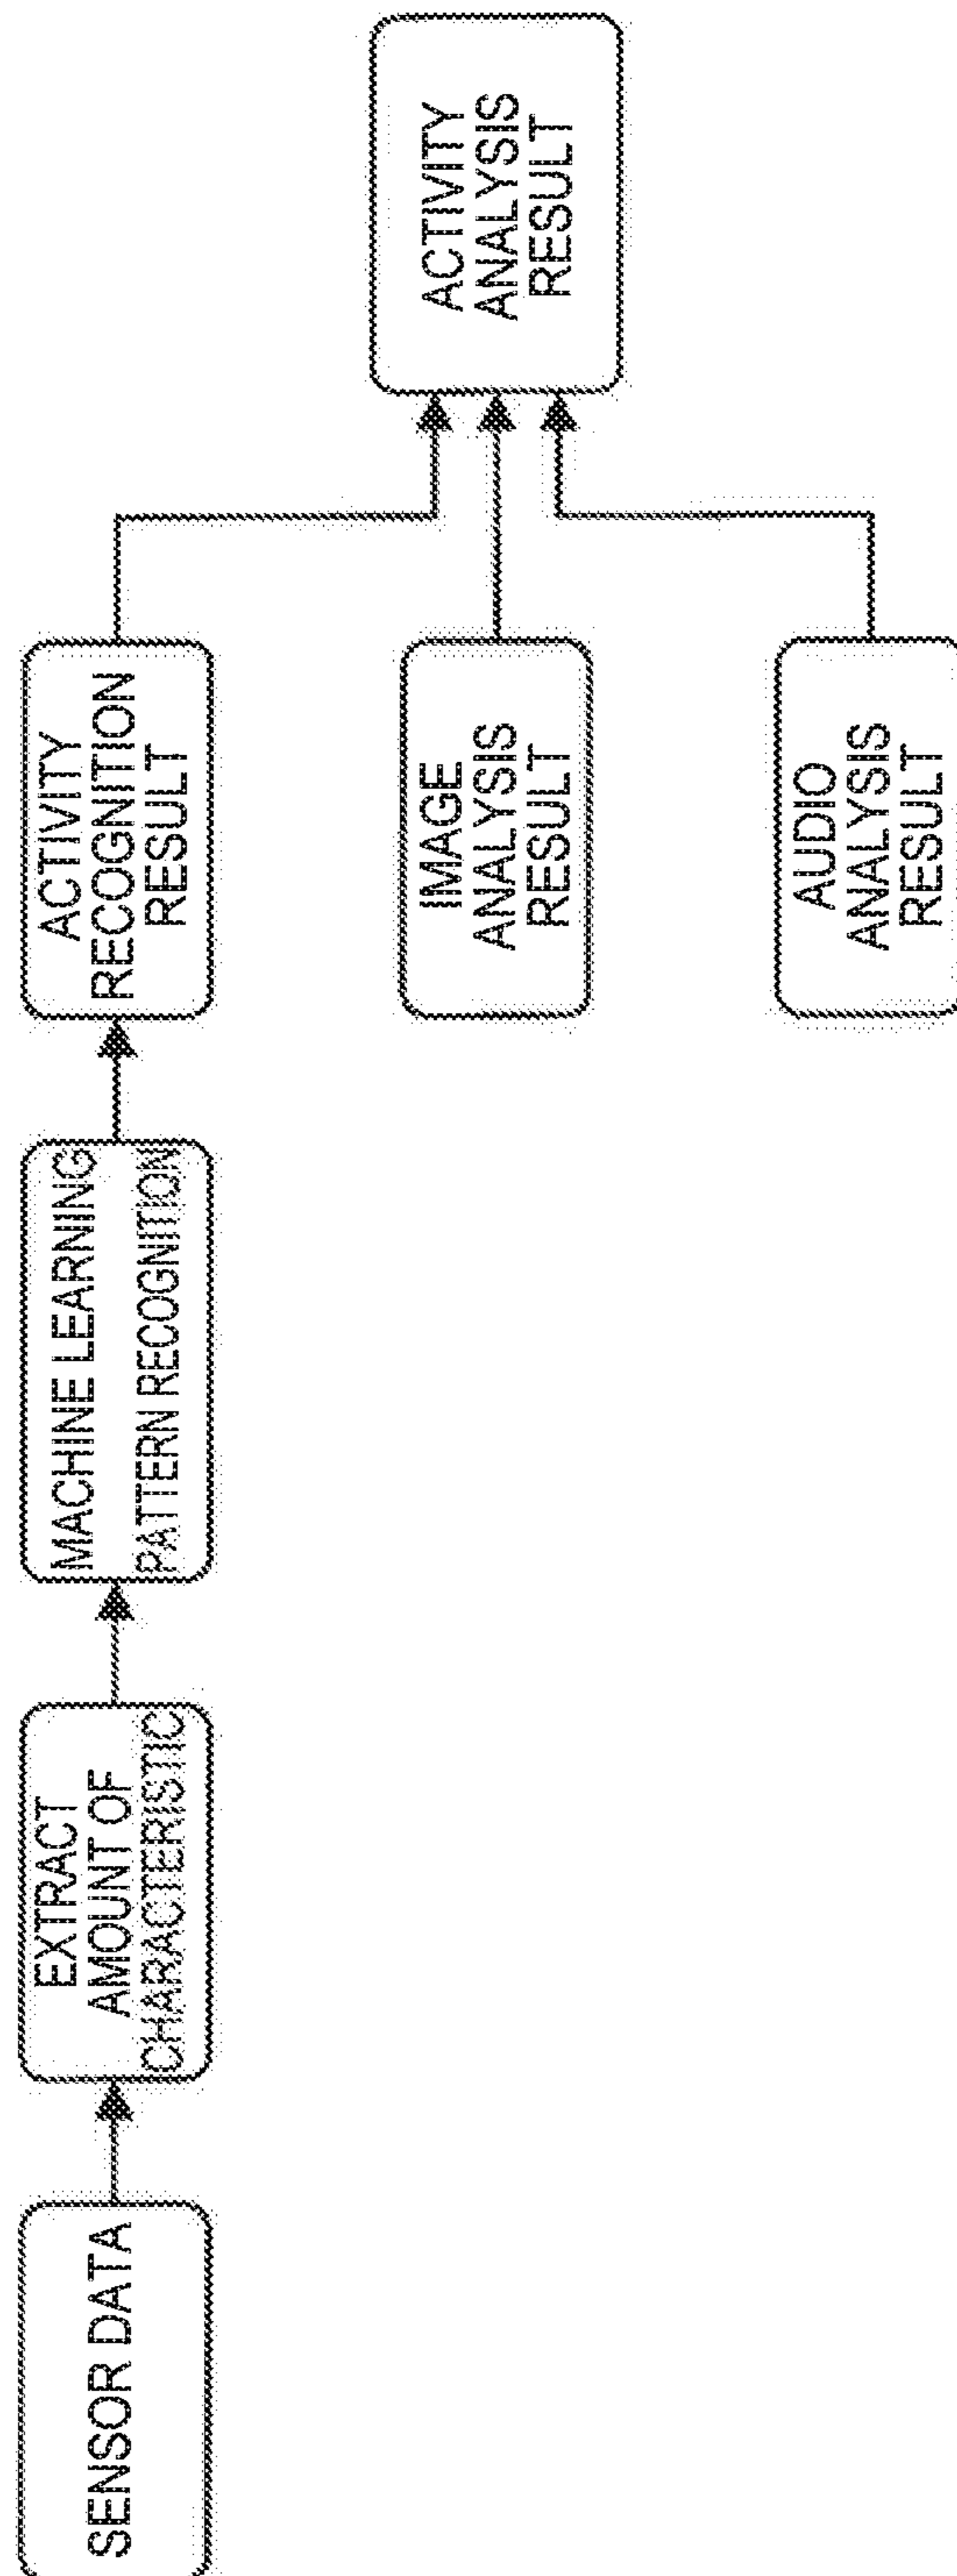 SENSOR DATA
EXTRACT
AMOUNT OF
CHARACTERISTIC
MACHINE LEARNING
PATTERN RECOGNITION
ACTIVITY
RECOGNITION
RESULT
IMAGE
ANALYSIS
RESULT
AUDIO
ANALYSIS
RESULT
ACTIVITY
ANALYSIS
RESULT